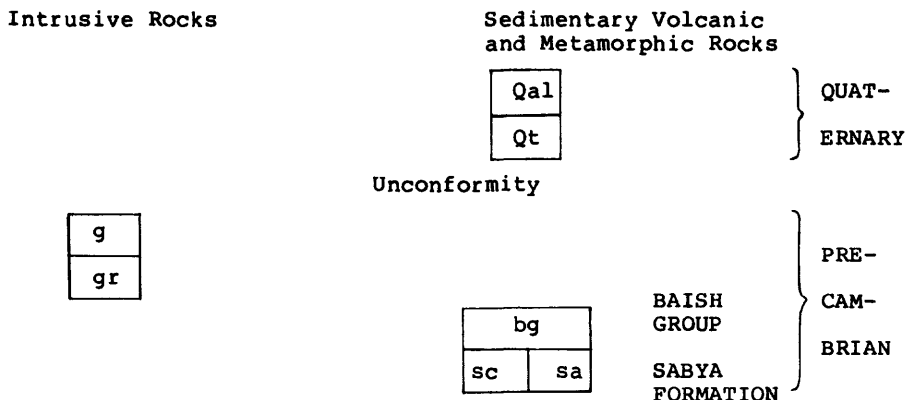 Intrusive Rocks
Sedimentary Volcanic
and Metamorphic Rocks
Qal
Qt
QUAT-
ERNARY
Unconformity
g
gr
bg
sc
sa
BAISH
GROUP
SABYA
FORMATION
PRE-
CAM-
BRIAN